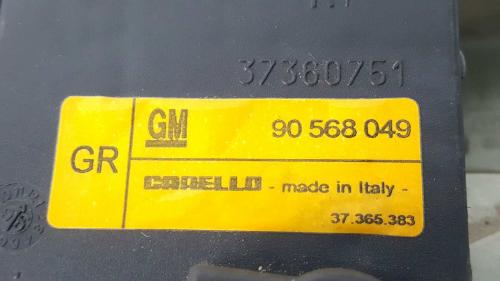 37360751
GR
GM 90 568 049
CARELLO - made in Italy -
37.365.383